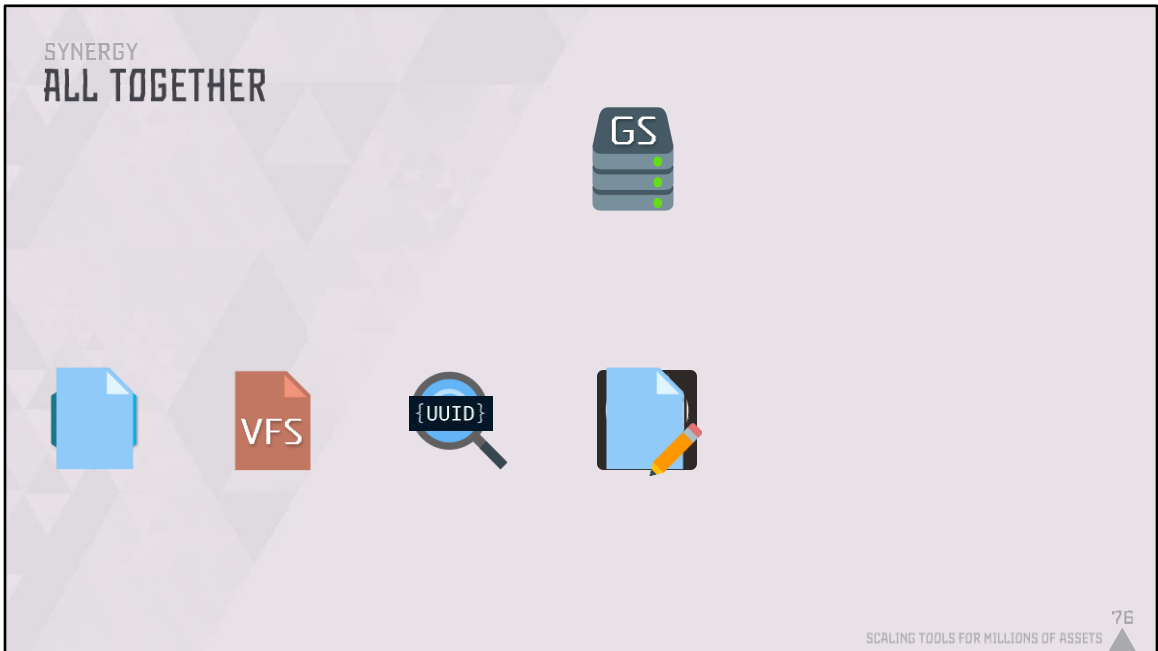 SYNERGY
ALL TOGETHER
GS
VFS
{UUID}
76
SCALING TOOLS FOR MILLIONS OF ASSETS